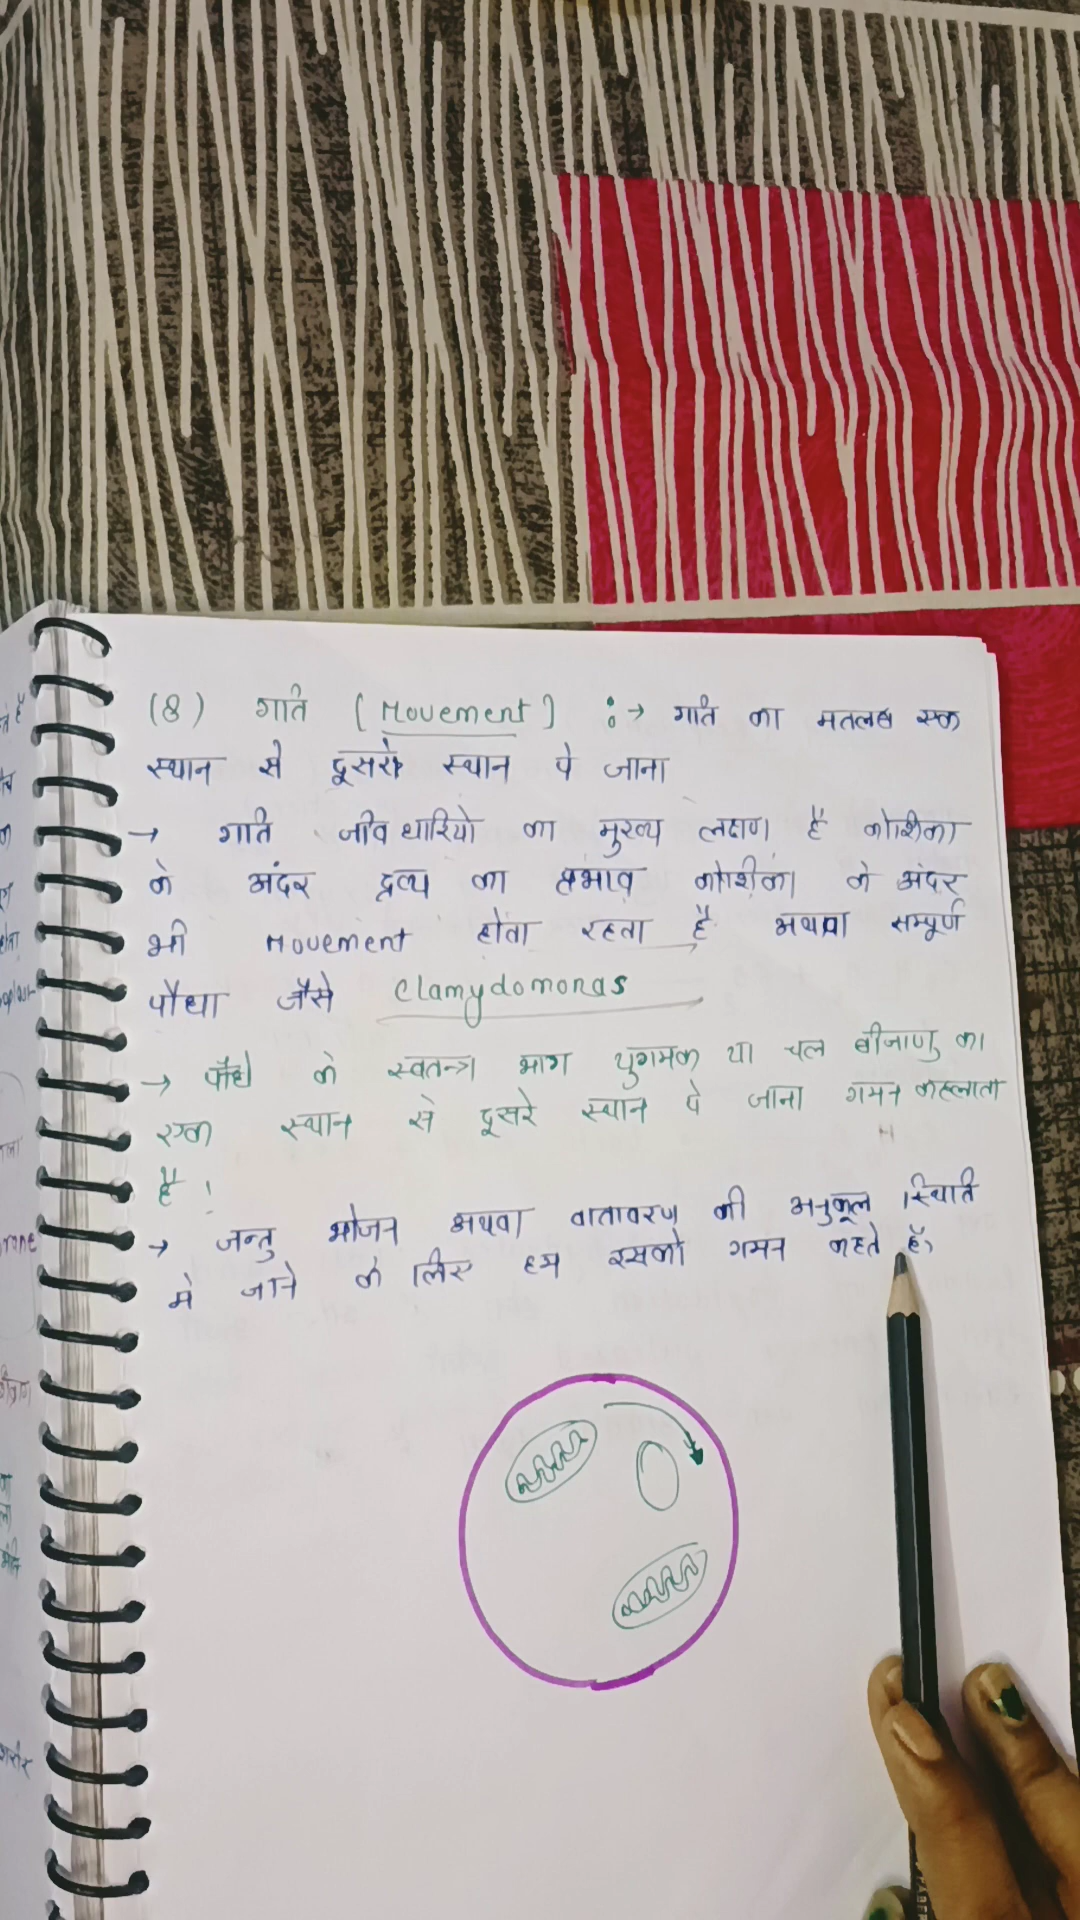 (8) गति [Movement] :→ गति का मतलब एक
स्थान से दूसरे स्थान पे जाना
→ गति जीवधारियो का मुख्य लक्षण है कोशिका
के अंदर द्रव्य का प्रभाव कोशिका के अंदर
भी Movement होता रहता है अथवा सम्पूर्ण
पौधा जैसे Clamydomonas
→ पौधे के स्वतन्त्र भाग युगमक या चल बीजाणु का
एक स्थान से दूसरे स्थान पे जाना गमन कहलाता
है !
→ जन्तु भोजन अथवा वातावरण की अनुकूल स्थिति
मे जाने के लिए हम इसको गमन कहते है,